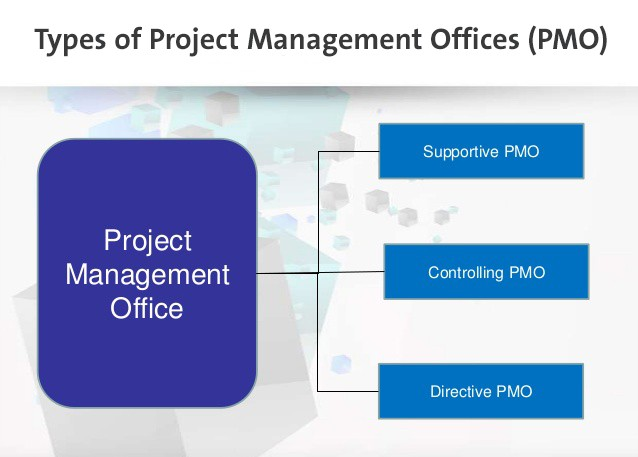 Types of Project Management Offices (PMO)
Project
Management
Office
Supportive PMO
Controlling PMO
Directive PMO